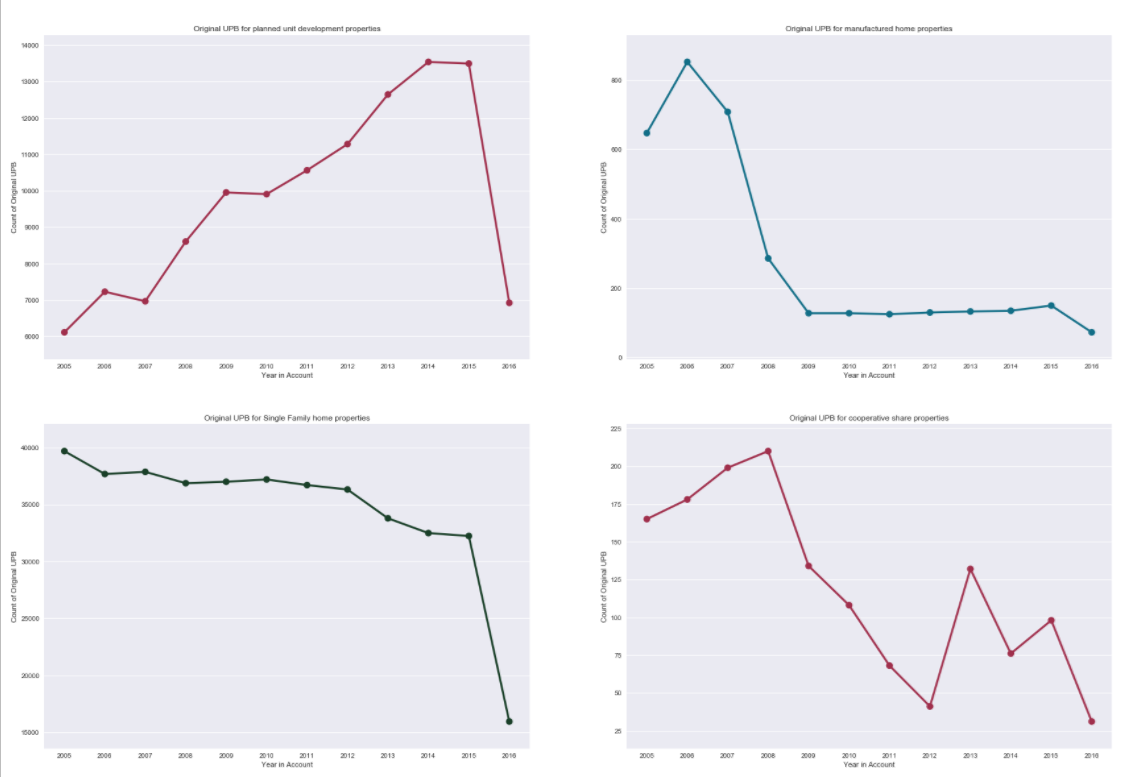 Original UPB for planned unit development properties
14000
13000
12000
11000
10000
9000
8000
7000
6000
Count of Original UPB
2005 2006 2007 2008 2009 2010 2011 2012 2013 2014 2015 2016
Year in Account
Original UPB for manufactured home properties
800
600
400
200
0
Count of Original UPB
2005 2006 2007 2008 2009 2010 2011 2012 2013 2014 2015 2016
Year in Account
Original UPB for Single Family home properties
40000
35000
30000
25000
20000
15000
Count of Original UPB
2005 2006 2007 2008 2009 2010 2011 2012 2013 2014 2015 2016
Year in Account
Original UPB for cooperative share properties
225
200
175
150
125
100
75
50
25
Count of Original UPB
2005 2006 2007 2008 2009 2010 2011 2012 2013 2014 2015 2016
Year in Account